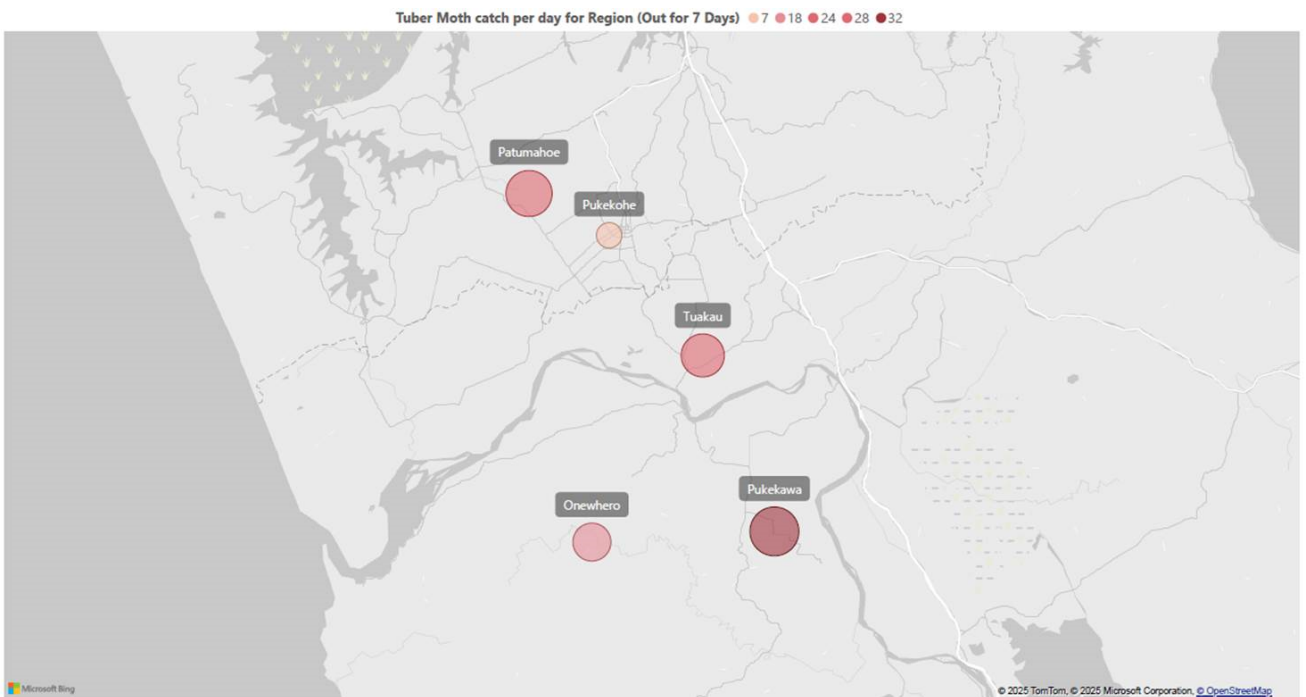 Tuber Moth catch per day for Region (Out for 7 Days) 7 18 24 28 32
Patumahoe
Pukekohe
Tuakau
Pukekawa
Onewhero
Microsoft Bing
© 2025 TomTom, © 2025 Microsoft Corporation, © OpenStreetMap